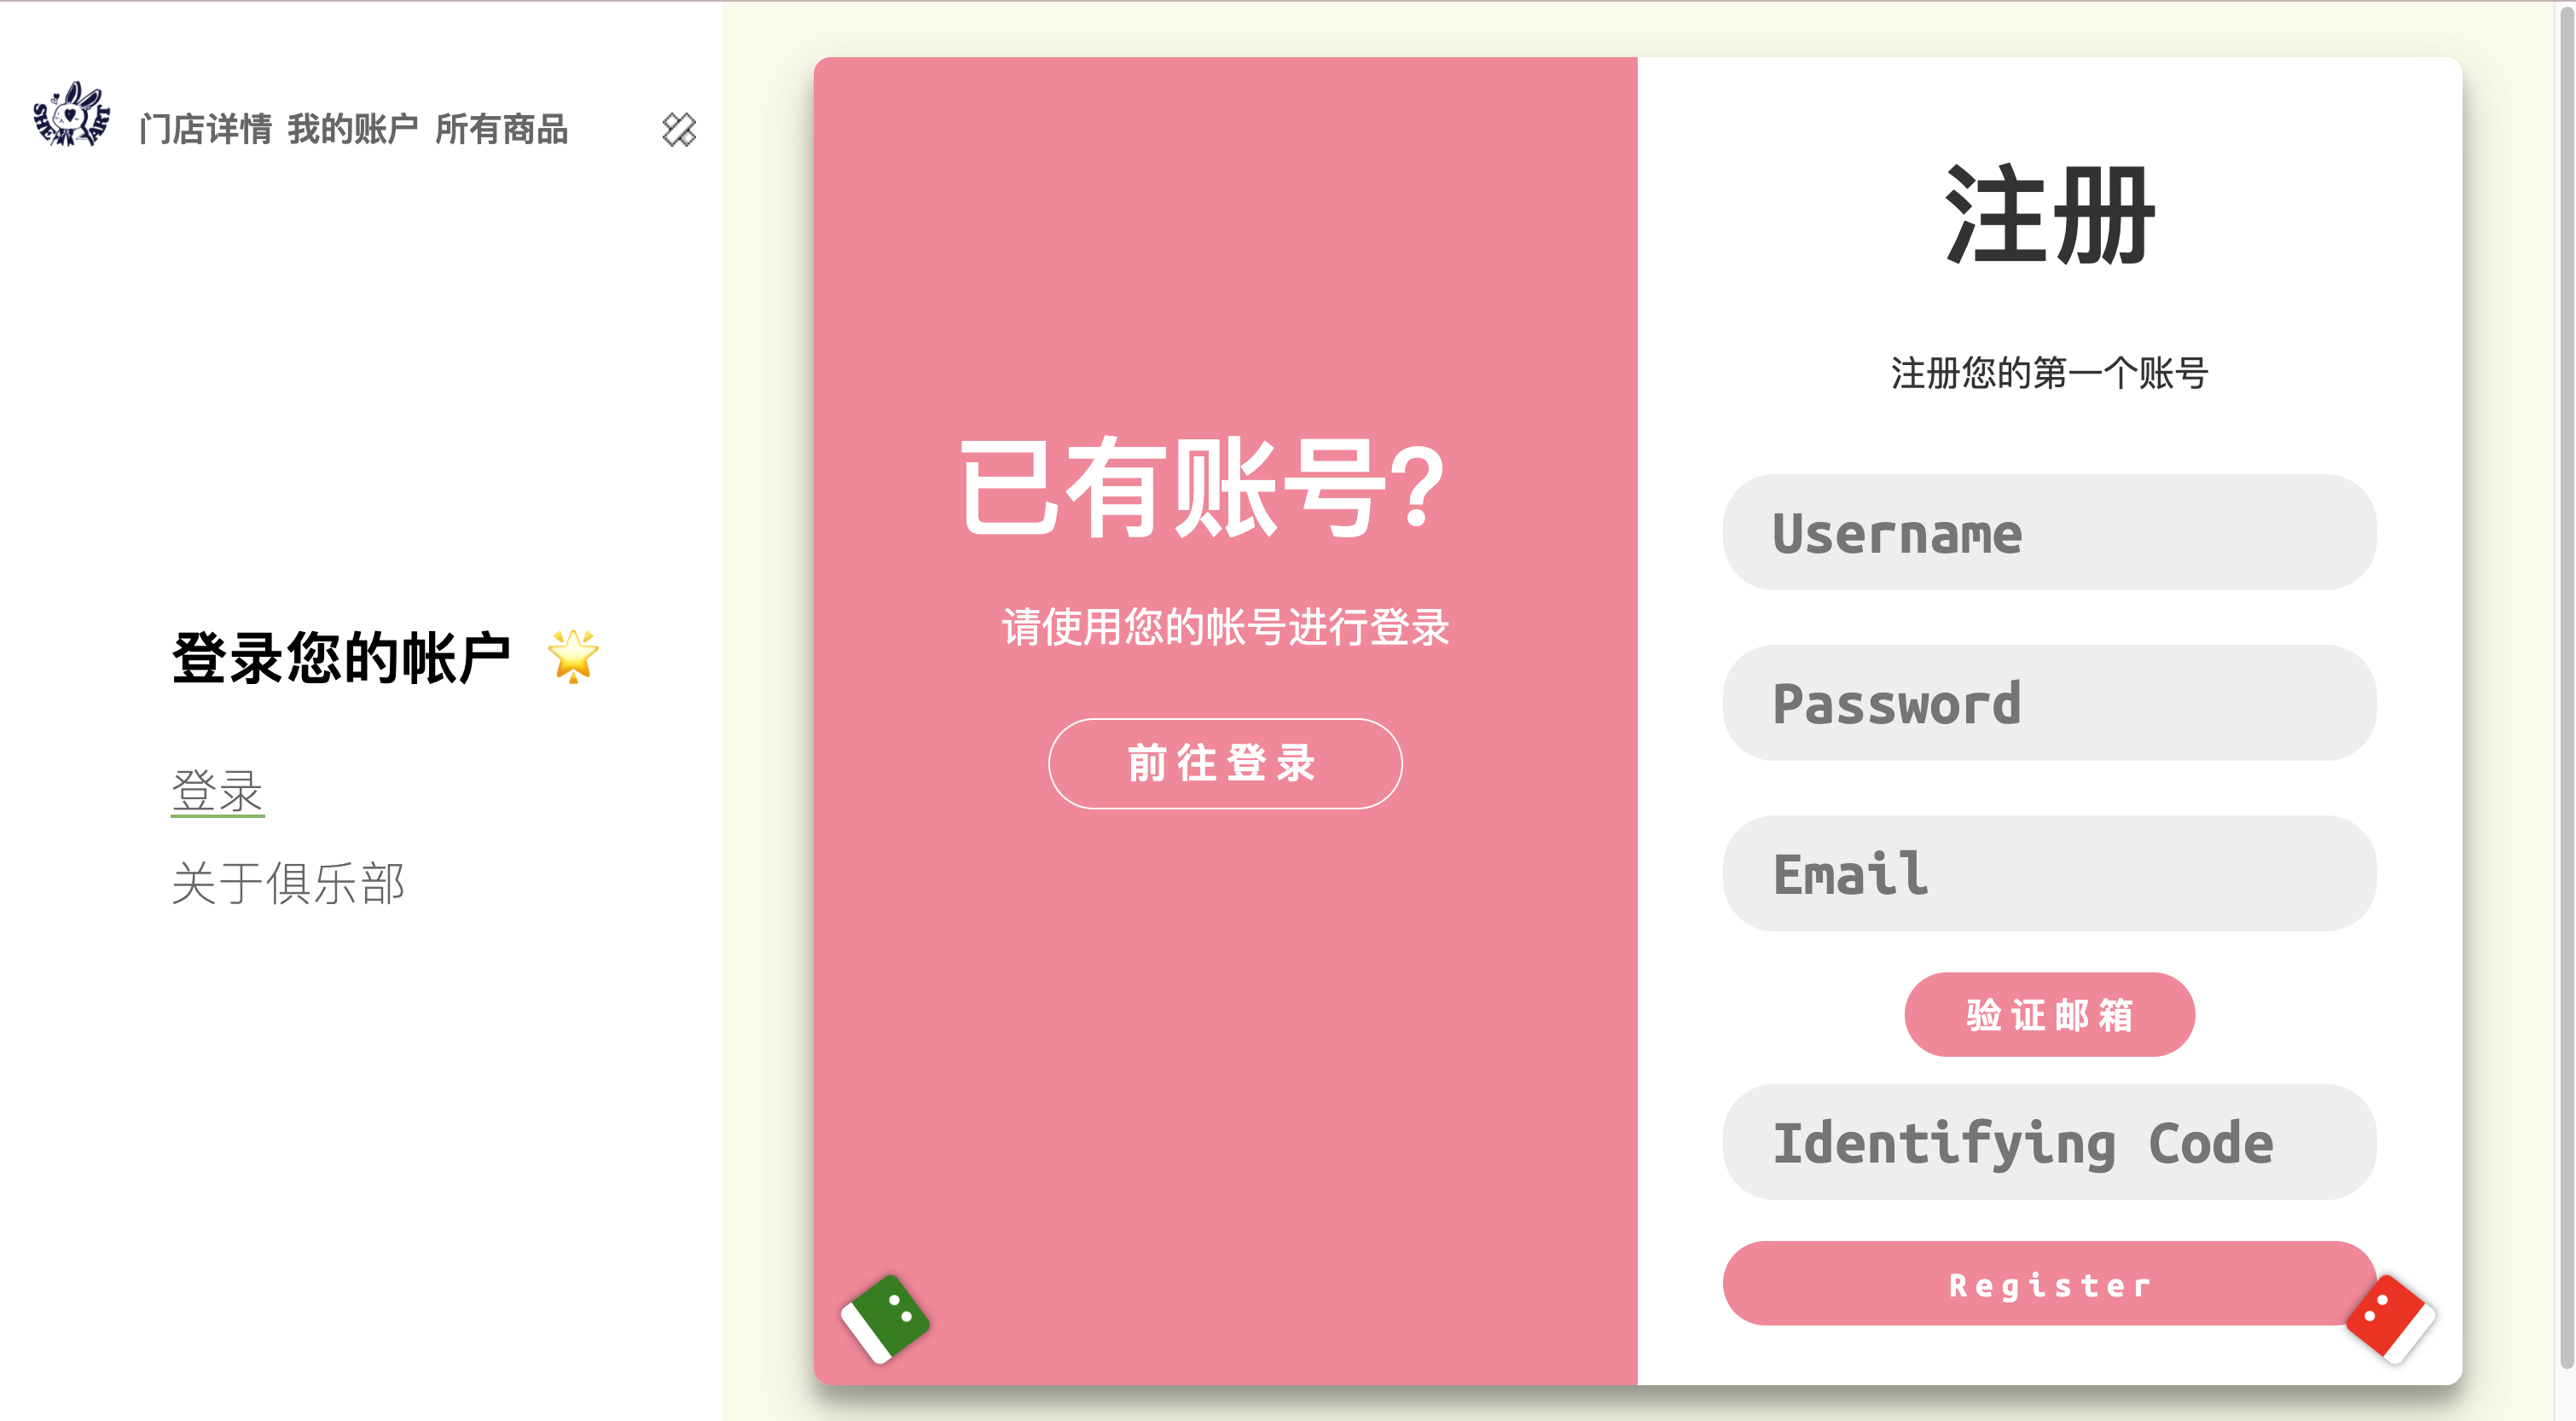 SHE ART
门店详情 我的账户 所有商品
登录您的帐户
登录
关于俱乐部
已有账号?
请使用您的帐号进行登录
前往登录
注册
注册您的第一个账号
Username
Password
Email
验证邮箱
Identifying Code
Register